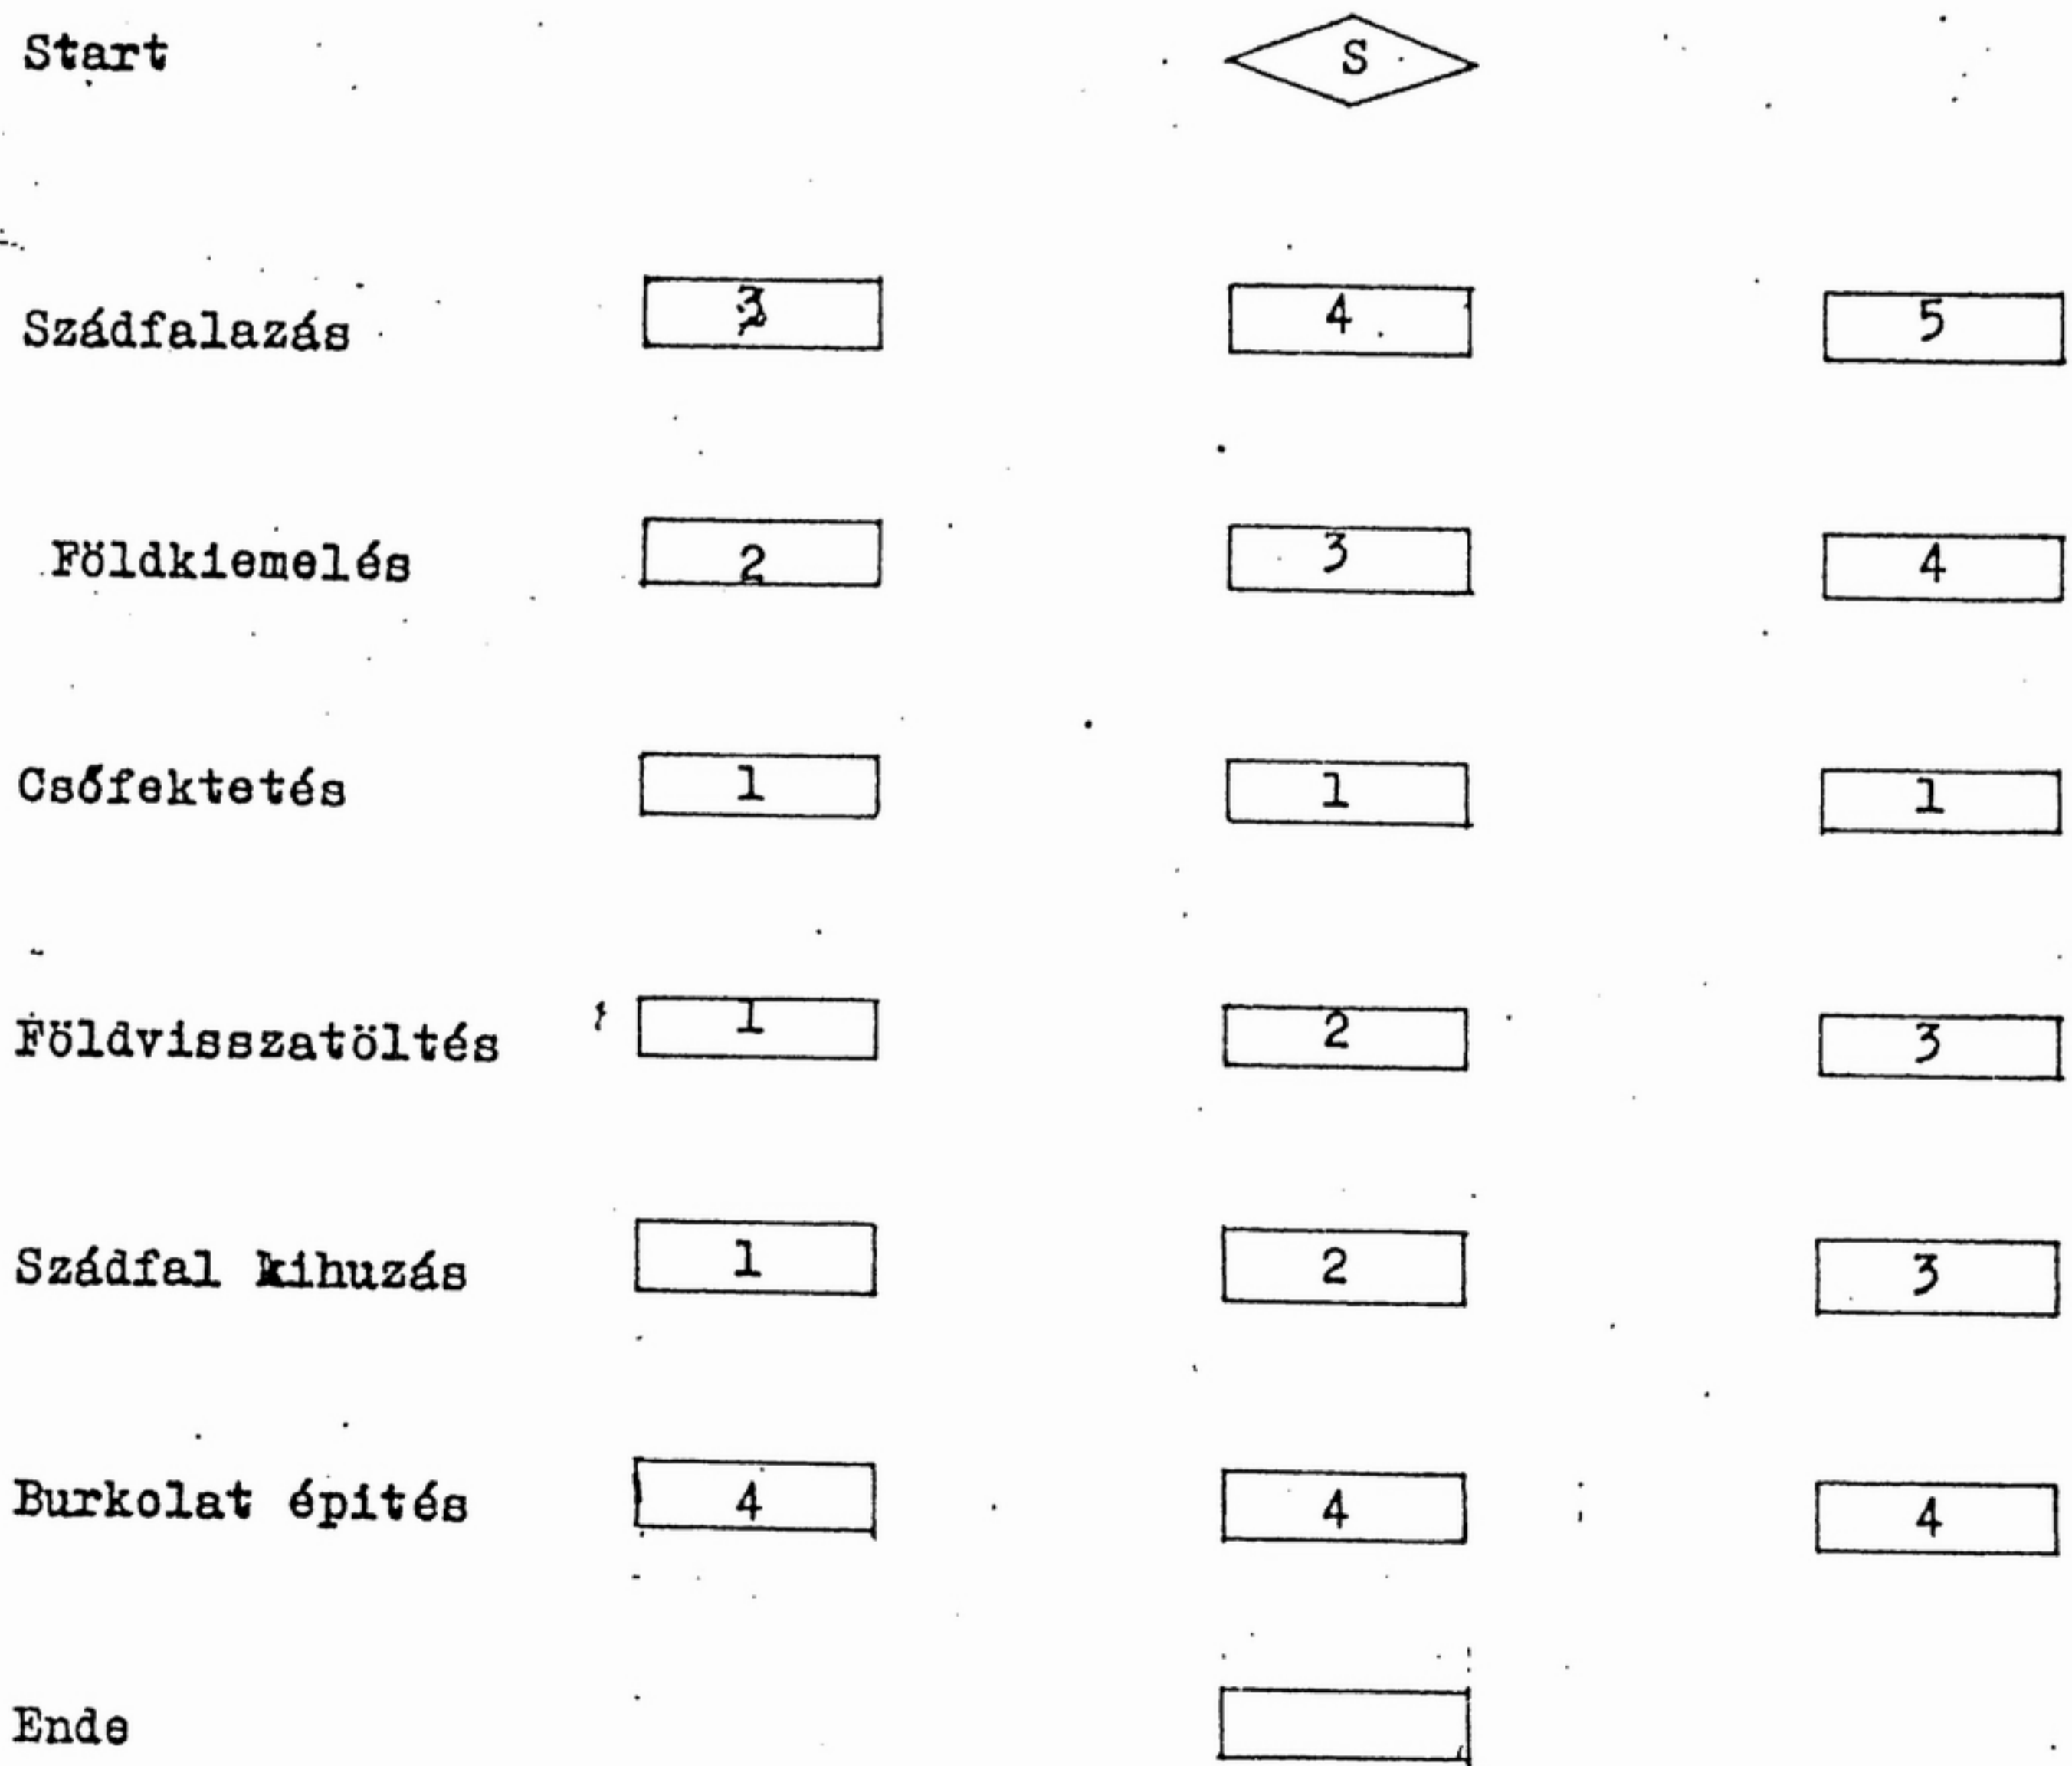 Start S
Szádfalazás 3 4 5
Földkiemelés 2 3 4
Csőfektetés 1 1 1
Földvisszatöltés 1 2 3
Szádfal kihuzás 1 2 3
Burkolat épités 4 4 4
Ende